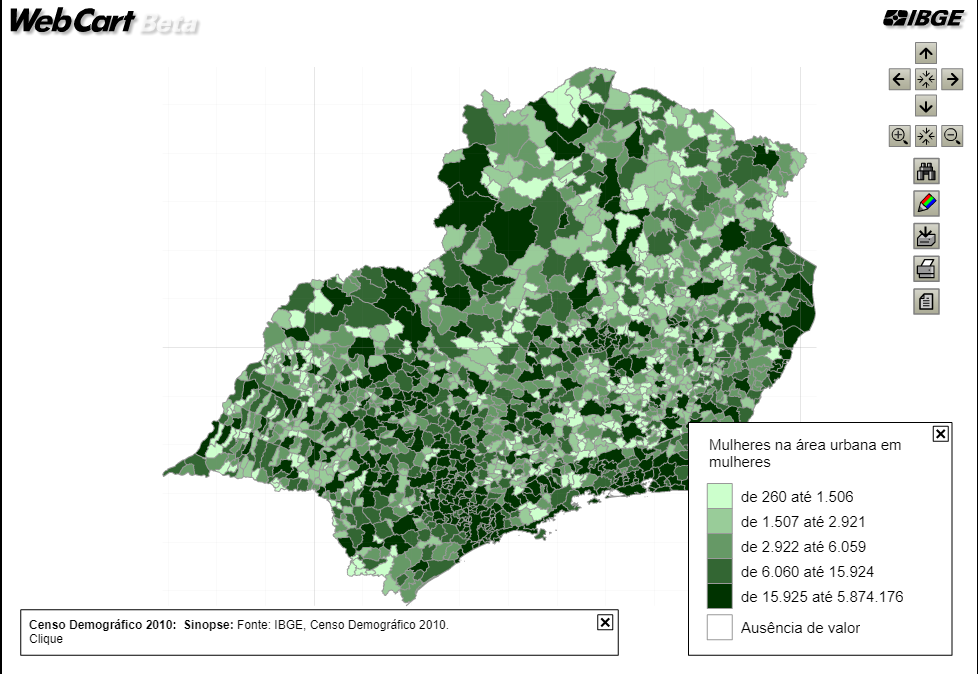 WebCart Beta
IBGE
Mulheres na área urbana em
mulheres
de 260 até 1.506
de 1.507 até 2.921
de 2.922 até 6.059
de 6.060 até 15.924
de 15.925 até 5.874.176
Ausência de valor
Censo Demográfico 2010: Sinopse: Fonte: IBGE, Censo Demográfico 2010.
Clique